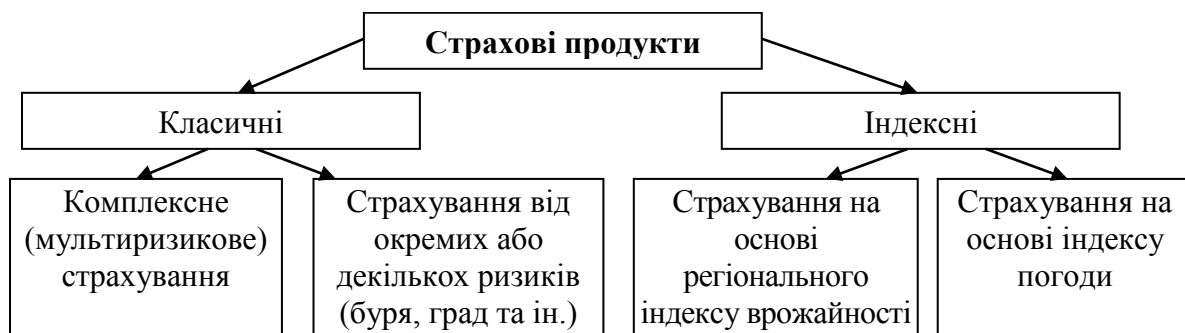 Страхові продукти
Класичні
Індексні
Комплексне
(мультиризикове)
страхування
Страхування від
окремих або
декількох ризиків
(буря, град та ін.)
Страхування на
основі
регіонального
індексу врожайності
Страхування на
основі індексу
погоди